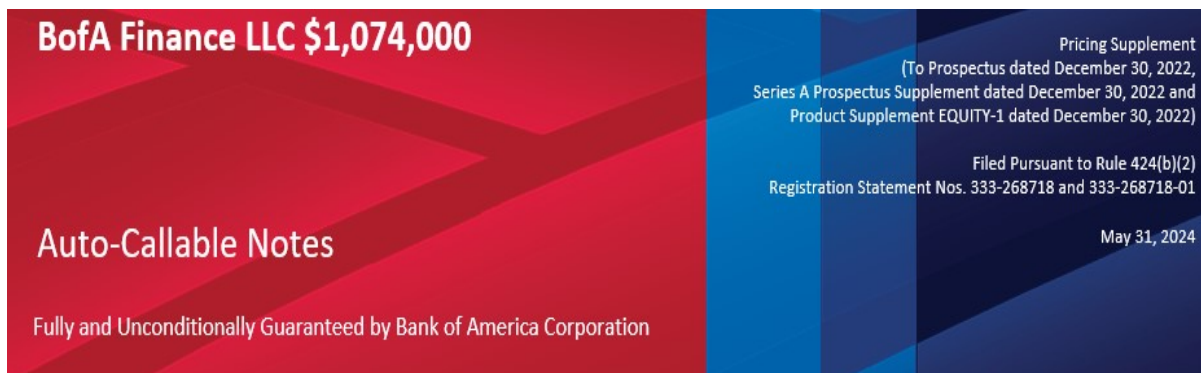 BofA Finance LLC $1,074,000
Pricing Supplement
(To Prospectus dated December 30, 2022,
Series A Prospectus Supplement dated December 30, 2022 and
Product Supplement EQUITY-1 dated December 30, 2022)
Filed Pursuant to Rule 424(b)(2)
Registration Statement Nos. 333-268718 and 333-268718-01
May 31, 2024
Auto-Callable Notes
Fully and Unconditionally Guaranteed by Bank of America Corporation